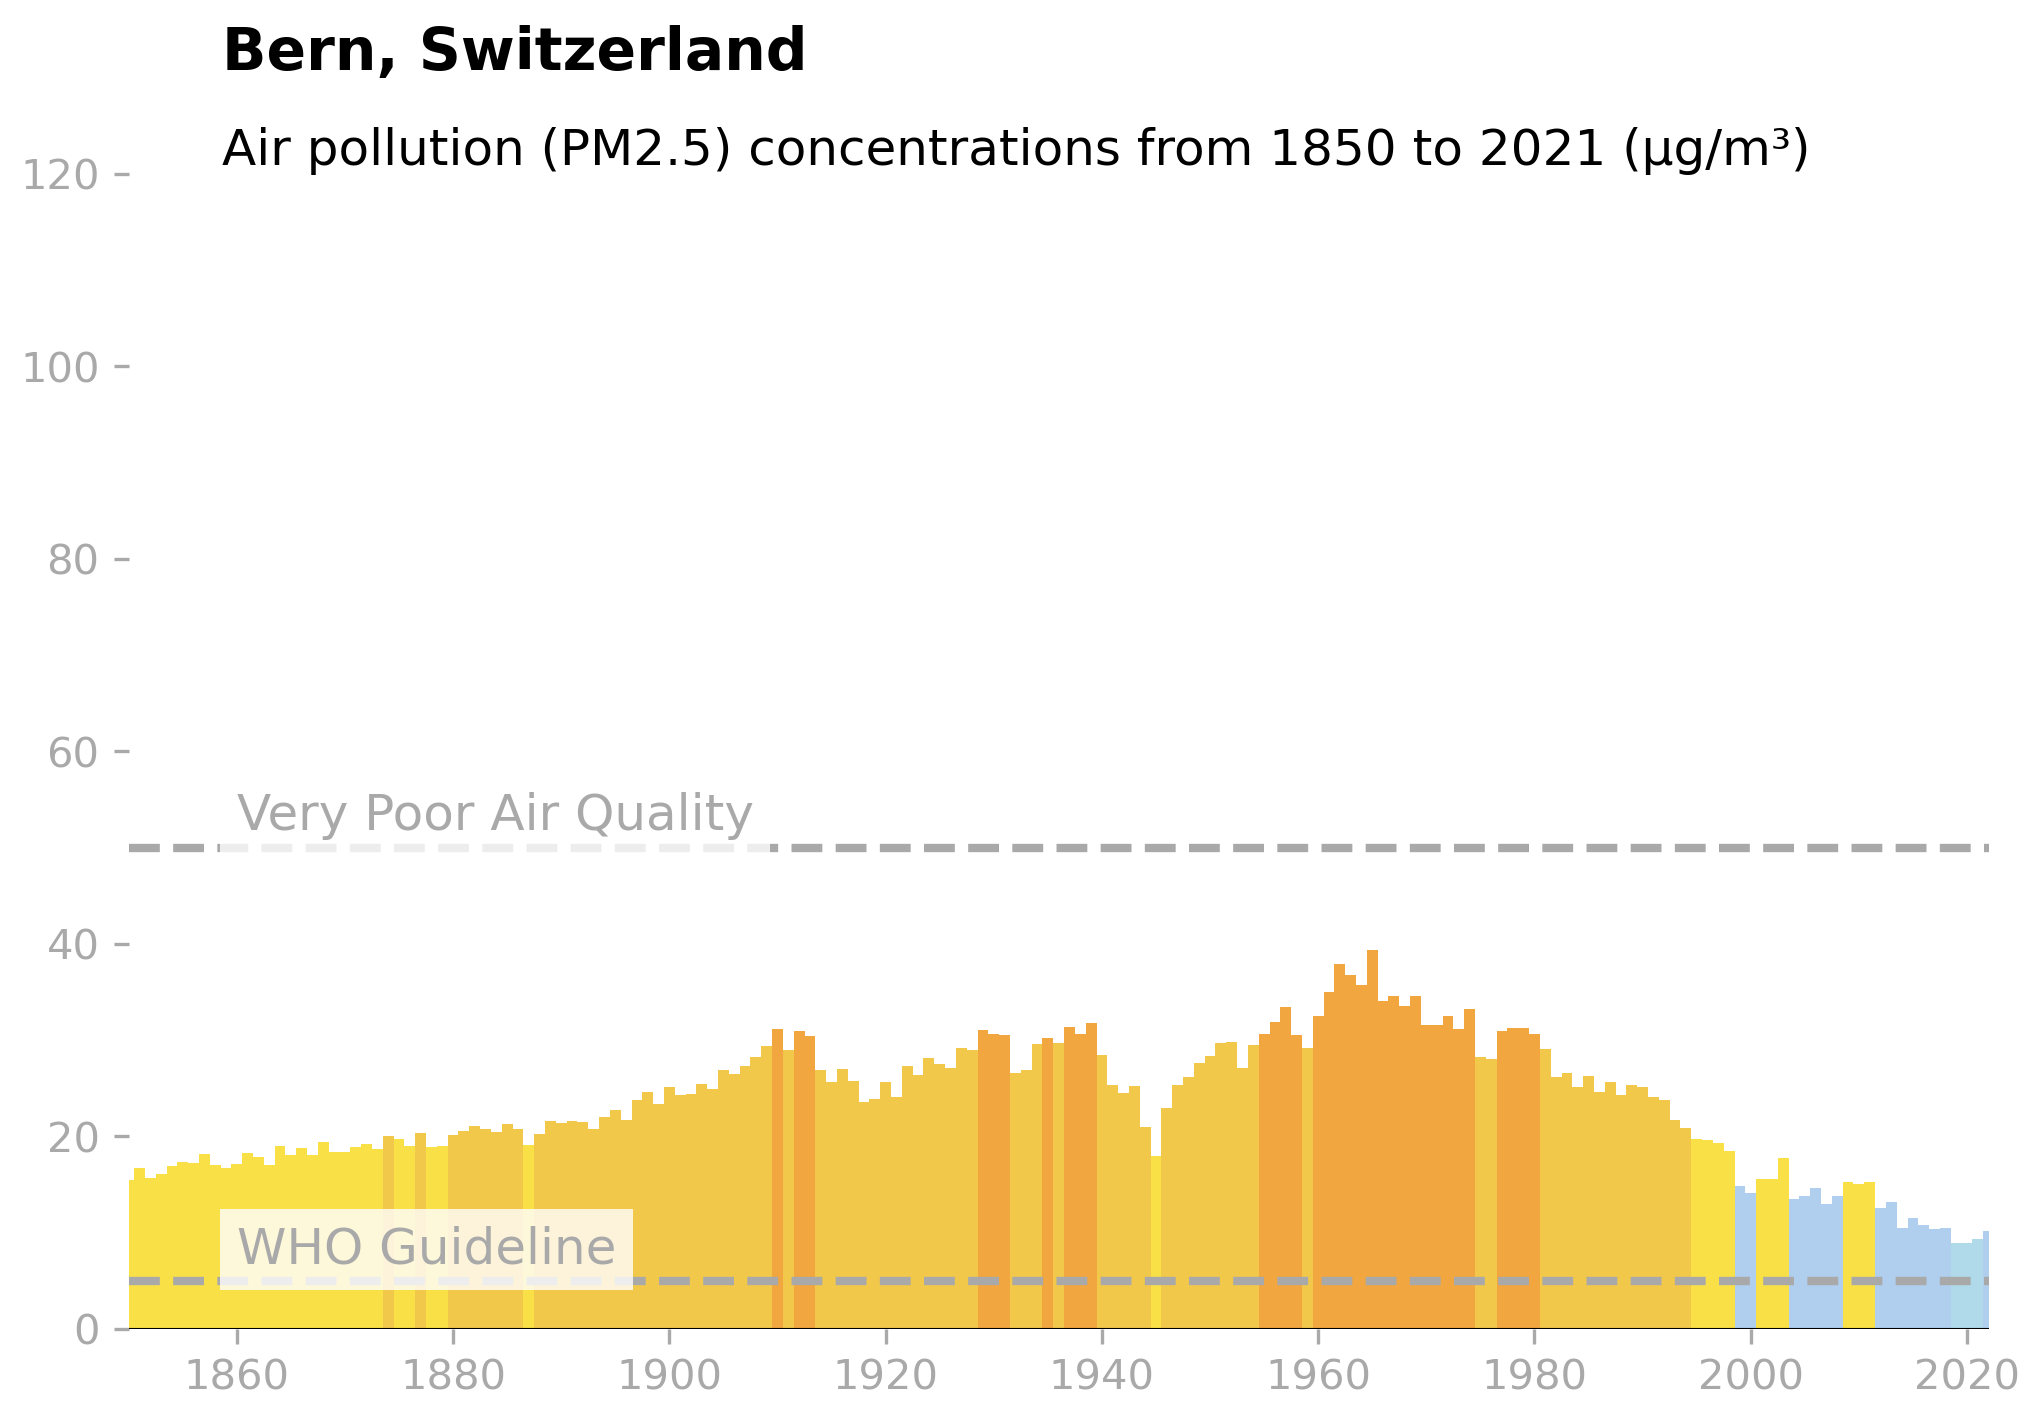 Bern, Switzerland
Air pollution (PM2.5) concentrations from 1850 to 2021 (µg/m³)
120
100
80
60
Very Poor Air Quality
40
20
WHO Guideline
0
1860 1880 1900 1920 1940 1960 1980 2000 2020